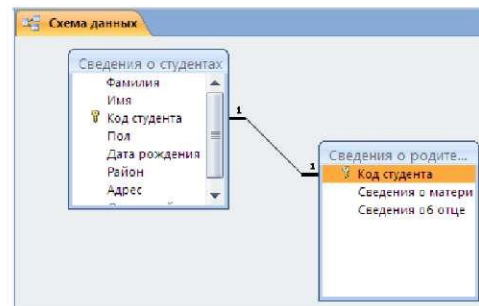 Схема данных
Сведения о студентах
Фамилия
Имя
Код студента
Пол
Дата рождения
Район
Адрес
1
1
Сведения о родите...
Код студента
Сведения о матери
Сведения об отце